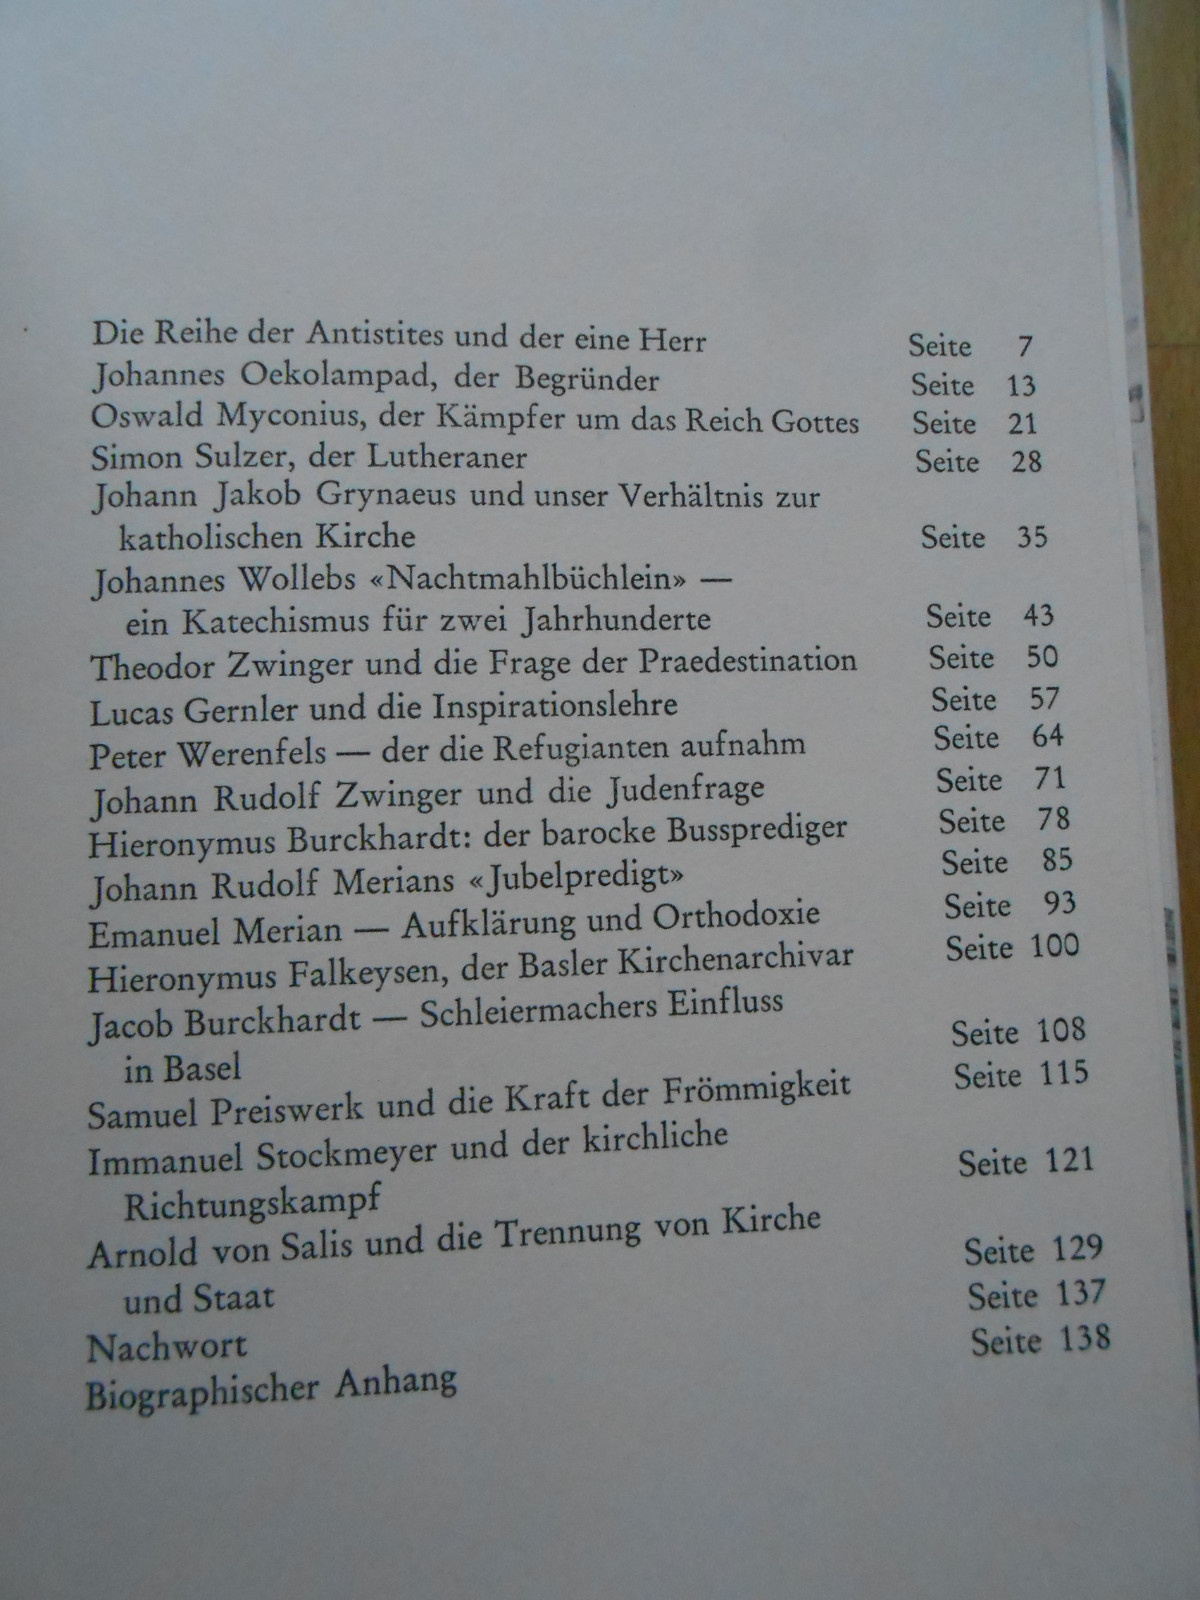 Die Reihe der Antistites und der eine Herr Seite 7
Johannes Oekolampad, der Begründer Seite 13
Oswald Myconius, der Kämpfer um das Reich Gottes Seite 21
Simon Sulzer, der Lutheraner Seite 28
Johann Jakob Grynaeus und unser Verhältnis zur
katholischen Kirche Seite 35
Johannes Wollebs «Nachtmahlbüchlein» —
ein Katechismus für zwei Jahrhunderte Seite 43
Theodor Zwinger und die Frage der Praedestination Seite 50
Lucas Gernler und die Inspirationslehre Seite 57
Peter Werenfels — der die Refugianten aufnahm Seite 64
Johann Rudolf Zwinger und die Judenfrage Seite 71
Hieronymus Burckhardt: der barocke Bussprediger Seite 78
Johann Rudolf Merians «Jubelpredigt» Seite 85
Emanuel Merian — Aufklärung und Orthodoxie Seite 93
Hieronymus Falkeysen, der Basler Kirchenarchivar Seite 100
Jacob Burckhardt — Schleiermachers Einfluss
in Basel Seite 108
Samuel Preiswerk und die Kraft der Frömmigkeit Seite 115
Immanuel Stockmeyer und der kirchliche
Richtungskampf Seite 121
Arnold von Salis und die Trennung von Kirche
und Staat Seite 129
Nachwort Seite 137
Biographischer Anhang Seite 138